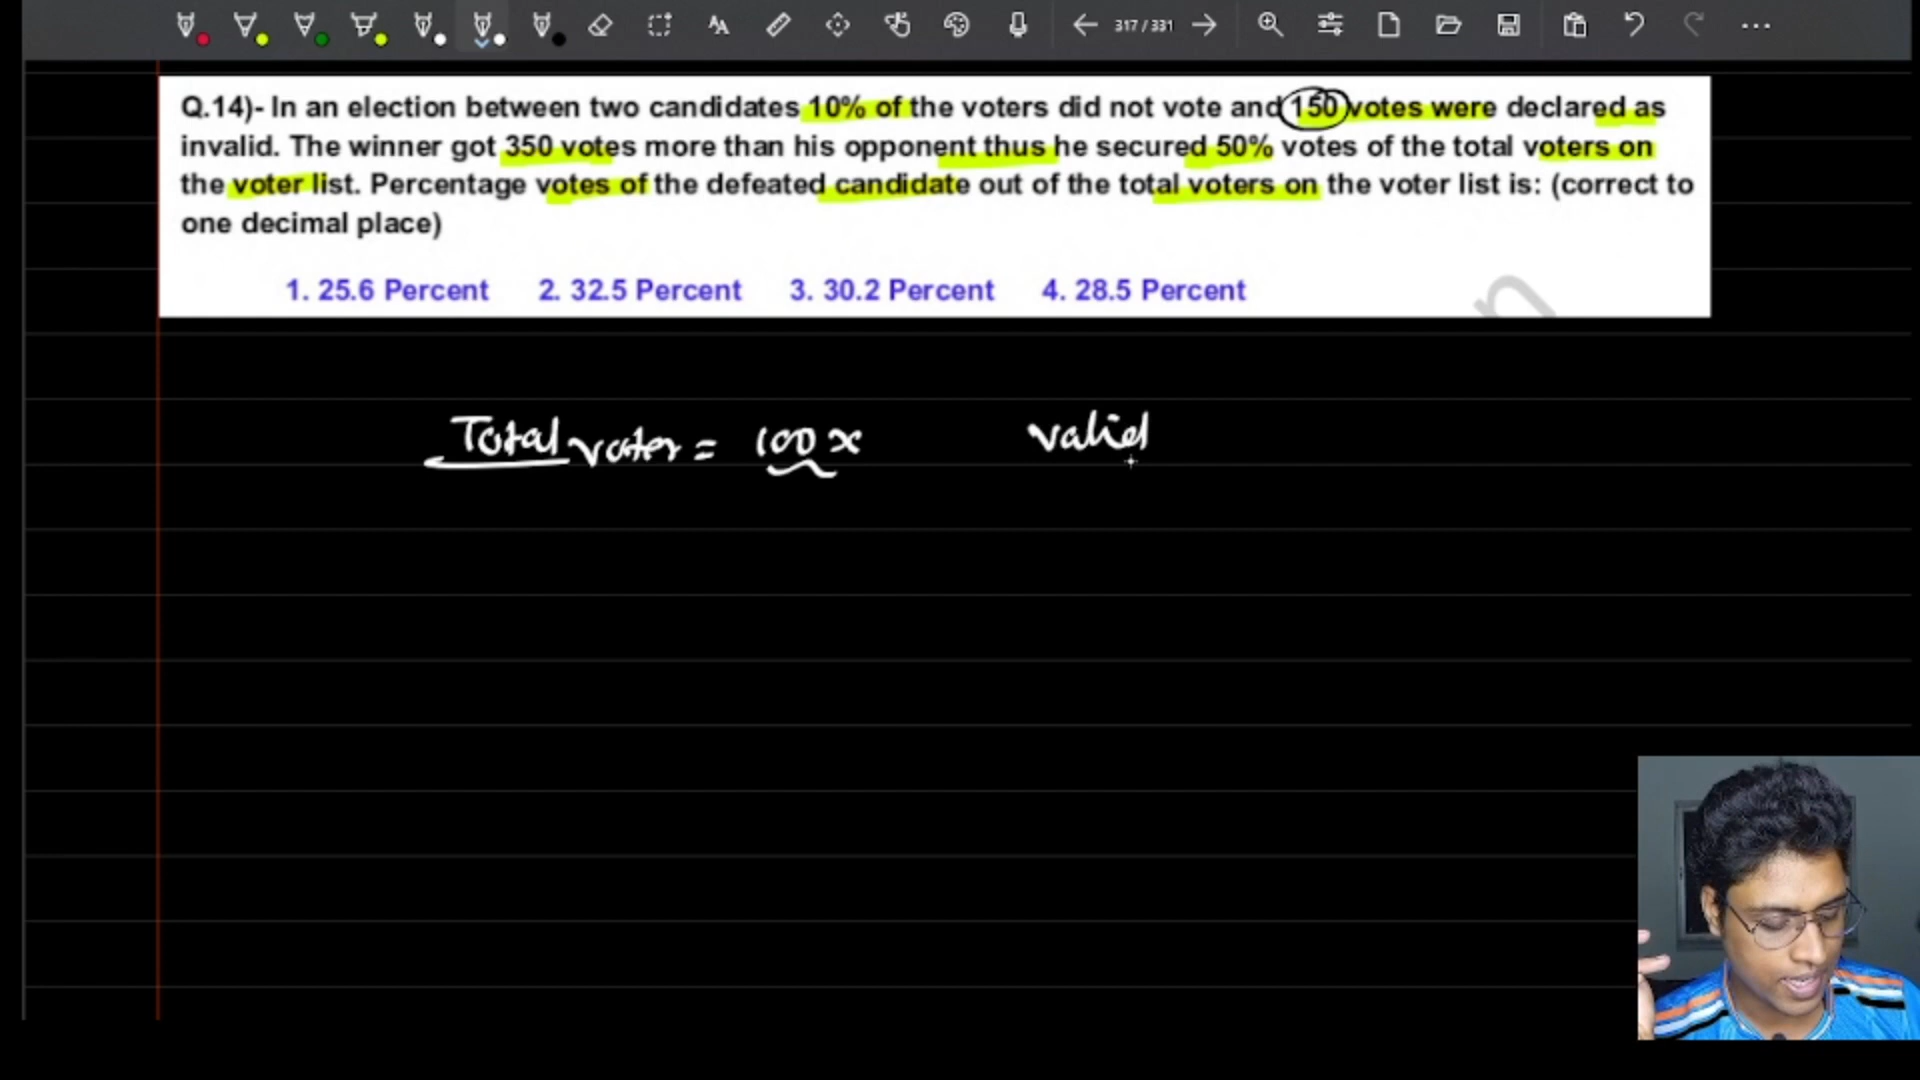 317 / 331
Q.14)- In an election between two candidates 10% of the voters did not vote and 150 votes were declared as
invalid. The winner got 350 votes more than his opponent thus he secured 50% votes of the total voters on
the voter list. Percentage votes of the defeated candidate out of the total voters on the voter list is: (correct to
one decimal place)
1. 25.6 Percent 2. 32.5 Percent 3. 30.2 Percent 4. 28.5 Percent
n
Total voter = 100x valid